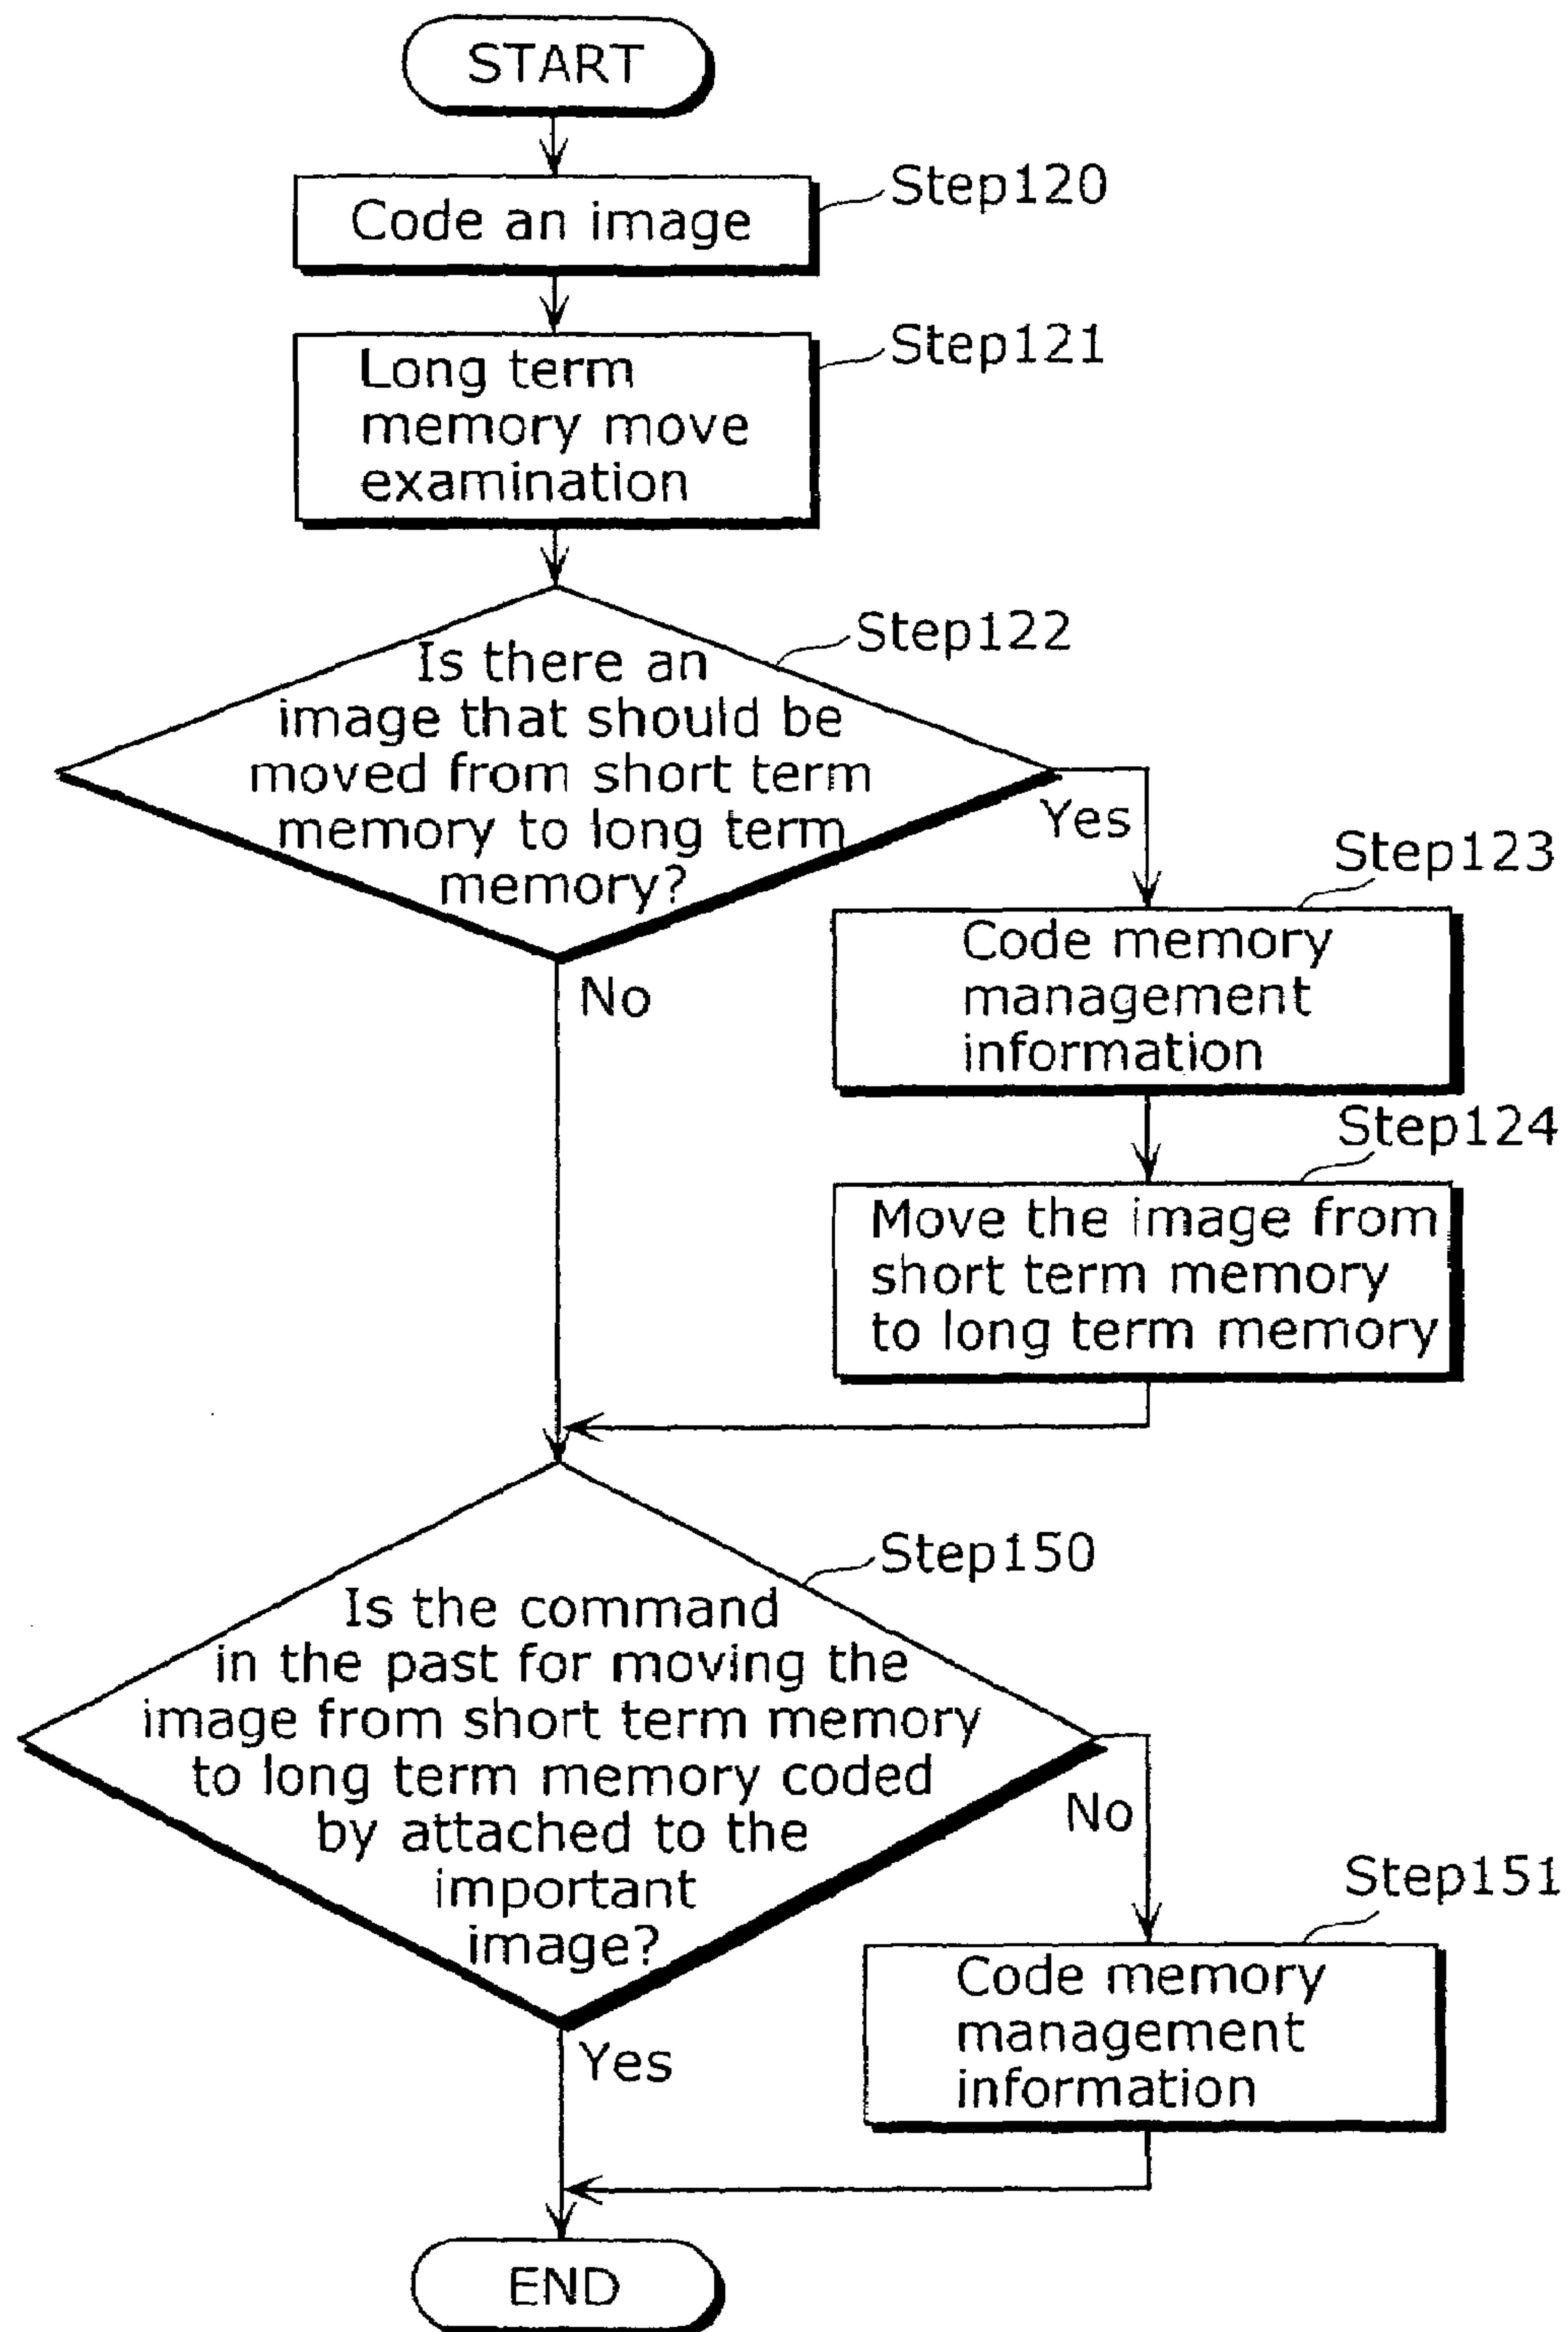 START
Step120
Code an image
Step121
Long term
memory move
examination
Step122
Is there an
image that should be
moved from short term
memory to long term
memory?
Yes
No
Step123
Code memory
management
information
Step124
Move the image from
short term memory
to long term memory
Step150
Is the command
in the past for moving the
image from short term memory
to long term memory coded
by attached to the
important
image?
No
Yes
Step151
Code memory
management
information
END